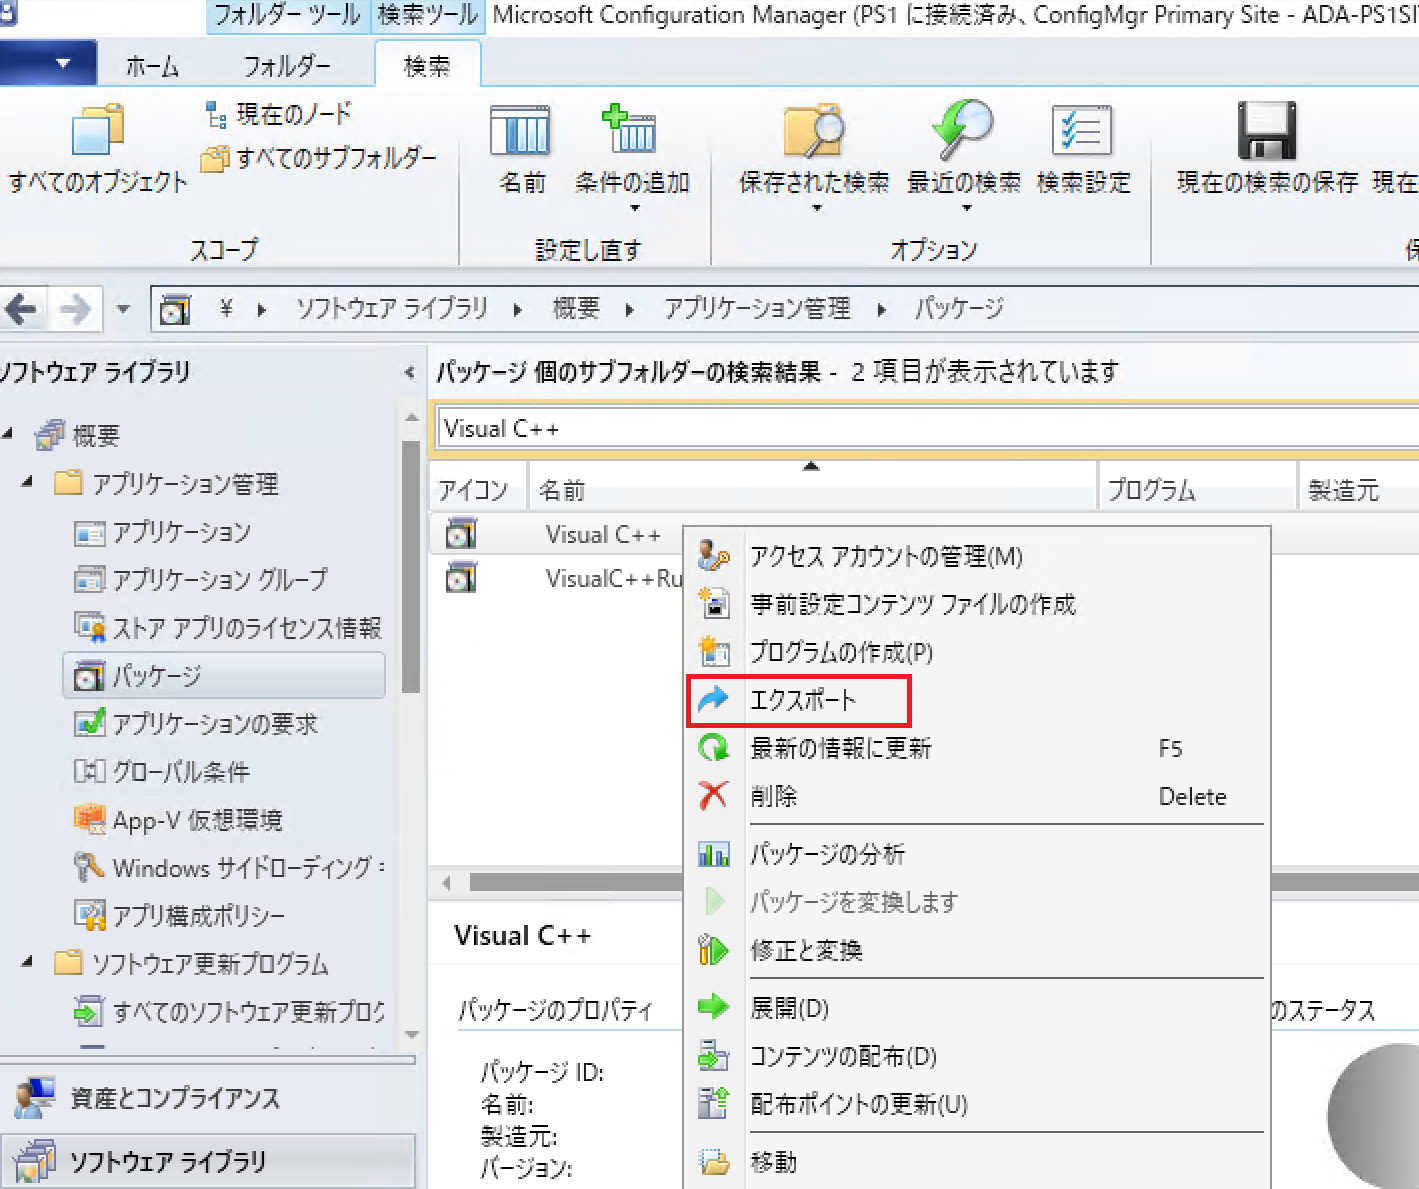 フォルダー ツール 検索ツール Microsoft Configuration Manager (PS1 に接続済み、ConfigMgr Primary Site - ADA-PS1SI
ホーム フォルダー 検索
すべてのオブジェクト
現在のノード
すべてのサブフォルダー
スコープ
名前
条件の追加
設定し直す
保存された検索
最近の検索
検索設定
オプション
現在の検索の保存
現在
保
¥ ソフトウェア ライブラリ 概要 アプリケーション管理 パッケージ
ソフトウェア ライブラリ
概要
アプリケーション管理
アプリケーション
アプリケーション グループ
ストア アプリのライセンス情報
パッケージ
アプリケーションの要求
グローバル条件
App-V 仮想環境
Windows サイドローディング
アプリ構成ポリシー
ソフトウェア更新プログラム
すべてのソフトウェア更新プログ
資産とコンプライアンス
ソフトウェア ライブラリ
パッケージ 個のサブフォルダーの検索結果 - 2 項目が表示されています
Visual C++
アイコン 名前 プログラム 製造元
Visual C++
VisualC++Ru
アクセス アカウントの管理(M)
事前設定コンテンツ ファイルの作成
プログラムの作成(P)
エクスポート
最新の情報に更新 F5
削除 Delete
パッケージの分析
パッケージを変換します
修正と変換
展開(D)
コンテンツの配布(D)
配布ポイントの更新(U)
移動
Visual C++
パッケージのプロパティ
のステータス
パッケージ ID:
名前:
製造元:
バージョン: